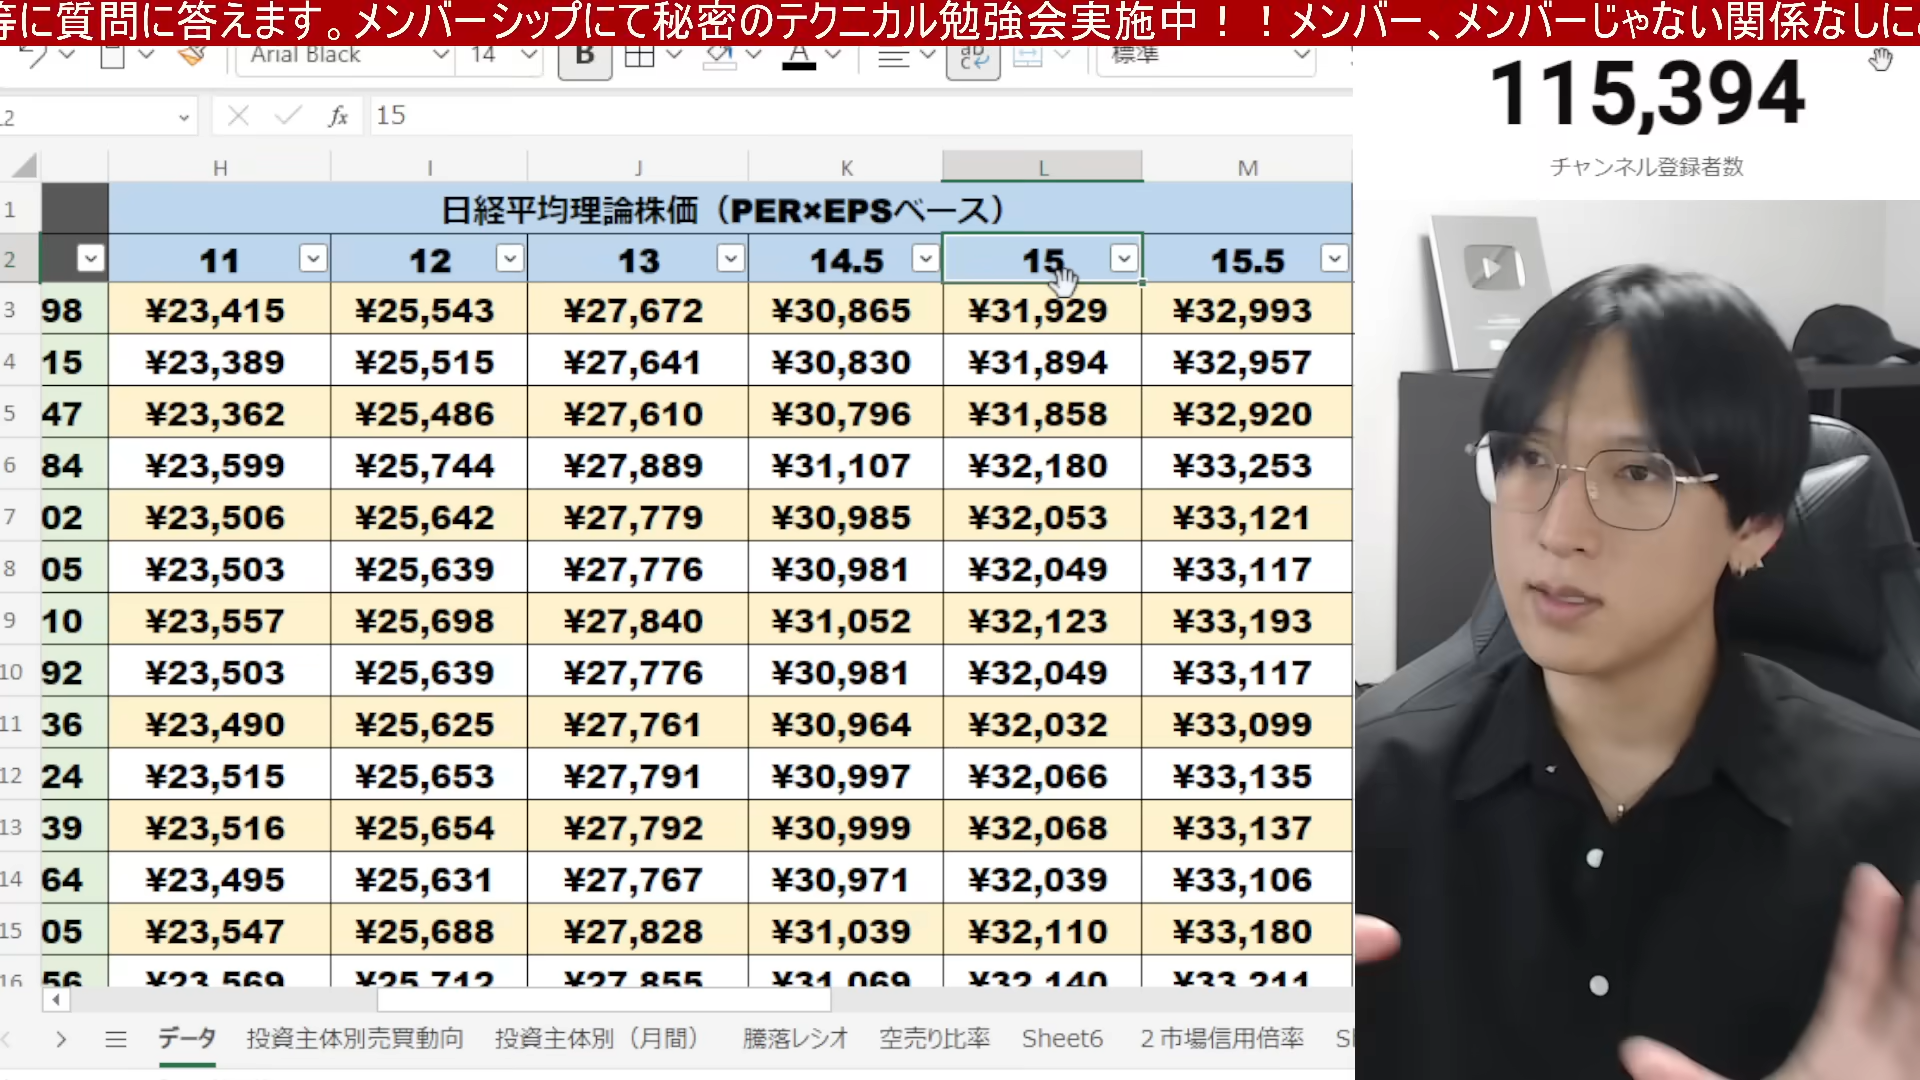 等に質問に答えます。メンバーシップにて秘密のテクニカル勉強会実施中！！メンバー、メンバーじゃない関係なしに
Arial Black 14 B A ab 標準
fx 15
115,394
チャンネル登録者数
H I J K L M
1 日経平均理論株価（PER×EPSベース）
2 11 12 13 14.5 15 15.5
3 98 ¥23,415 ¥25,543 ¥27,672 ¥30,865 ¥31,929 ¥32,993
4 15 ¥23,389 ¥25,515 ¥27,641 ¥30,830 ¥31,894 ¥32,957
5 47 ¥23,362 ¥25,486 ¥27,610 ¥30,796 ¥31,858 ¥32,920
6 84 ¥23,599 ¥25,744 ¥27,889 ¥31,107 ¥32,180 ¥33,253
7 02 ¥23,506 ¥25,642 ¥27,779 ¥30,985 ¥32,053 ¥33,121
8 05 ¥23,503 ¥25,639 ¥27,776 ¥30,981 ¥32,049 ¥33,117
9 10 ¥23,557 ¥25,698 ¥27,840 ¥31,052 ¥32,123 ¥33,193
10 92 ¥23,503 ¥25,639 ¥27,776 ¥30,981 ¥32,049 ¥33,117
11 36 ¥23,490 ¥25,625 ¥27,761 ¥30,964 ¥32,032 ¥33,099
12 24 ¥23,515 ¥25,653 ¥27,791 ¥30,997 ¥32,066 ¥33,135
13 39 ¥23,516 ¥25,654 ¥27,792 ¥30,999 ¥32,068 ¥33,137
14 64 ¥23,495 ¥25,631 ¥27,767 ¥30,971 ¥32,039 ¥33,106
15 05 ¥23,547 ¥25,688 ¥27,828 ¥31,039 ¥32,110 ¥33,180
16 56 ¥23,569 ¥25,712 ¥27,855 ¥31,069 ¥32,140 ¥33,211
データ 投資主体別売買動向 投資主体別（月間） 騰落レシオ 空売り比率 Sheet6 2市場信用倍率